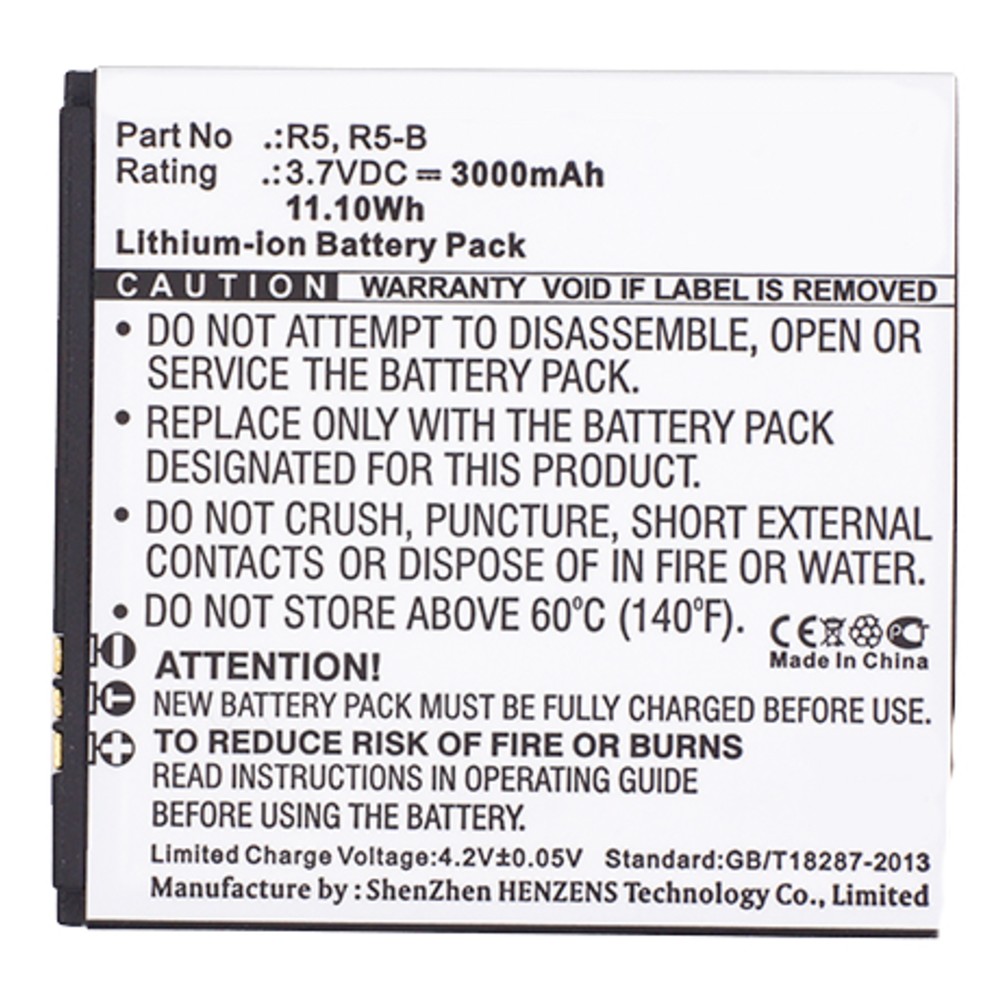 Part No .:R5, R5-B
Rating .:3.7VDC ⎓ 3000mAh
11.10Wh
Lithium-ion Battery Pack
CAUTION WARRANTY VOID IF LABEL IS REMOVED
• DO NOT ATTEMPT TO DISASSEMBLE, OPEN OR
SERVICE THE BATTERY PACK.
• REPLACE ONLY WITH THE BATTERY PACK
DESIGNATED FOR THIS PRODUCT.
• DO NOT CRUSH, PUNCTURE, SHORT EXTERNAL
CONTACTS OR DISPOSE OF IN FIRE OR WATER.
• DO NOT STORE ABOVE 60°C (140°F).
CE
Made In China
ATTENTION!
NEW BATTERY PACK MUST BE CHARGED BEFORE USE.
TO REDUCE RISK OF FIRE OR BURNS
READ INSTRUCTIONS IN OPERATING GUIDE
BEFORE USING THE BATTERY.
Limited Charge Voltage:4.2V±0.05V Standard:GB/T18287-2013
Manufacture by : ShenZhen HENZENS Technology Co., Limited